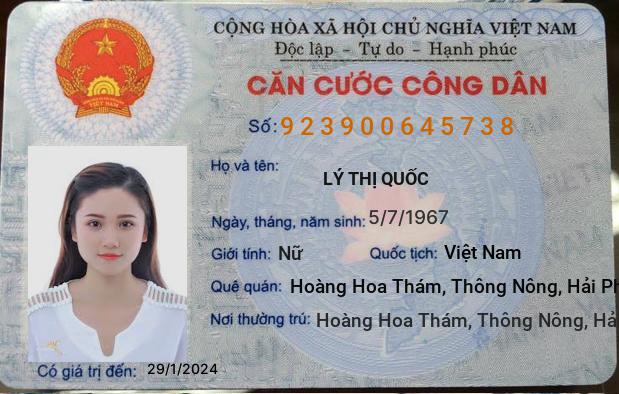 CỘNG HÒA XÃ HỘI CHỦ NGHĨA VIỆT NAM
Độc lập - Tự do - Hạnh phúc
CĂN CƯỚC CÔNG DÂN
Số: 923900645738
Họ và tên:
LÝ THỊ QUỐC
Ngày, tháng, năm sinh: 5/7/1967
Giới tính: Nữ Quốc tịch: Việt Nam
Quê quán: Hoàng Hoa Thám, Thông Nông, Hải Ph
Nơi thường trú: Hoàng Hoa Thám, Thông Nông, Hả
Có giá trị đến: 29/1/2024
VIỆT NAM